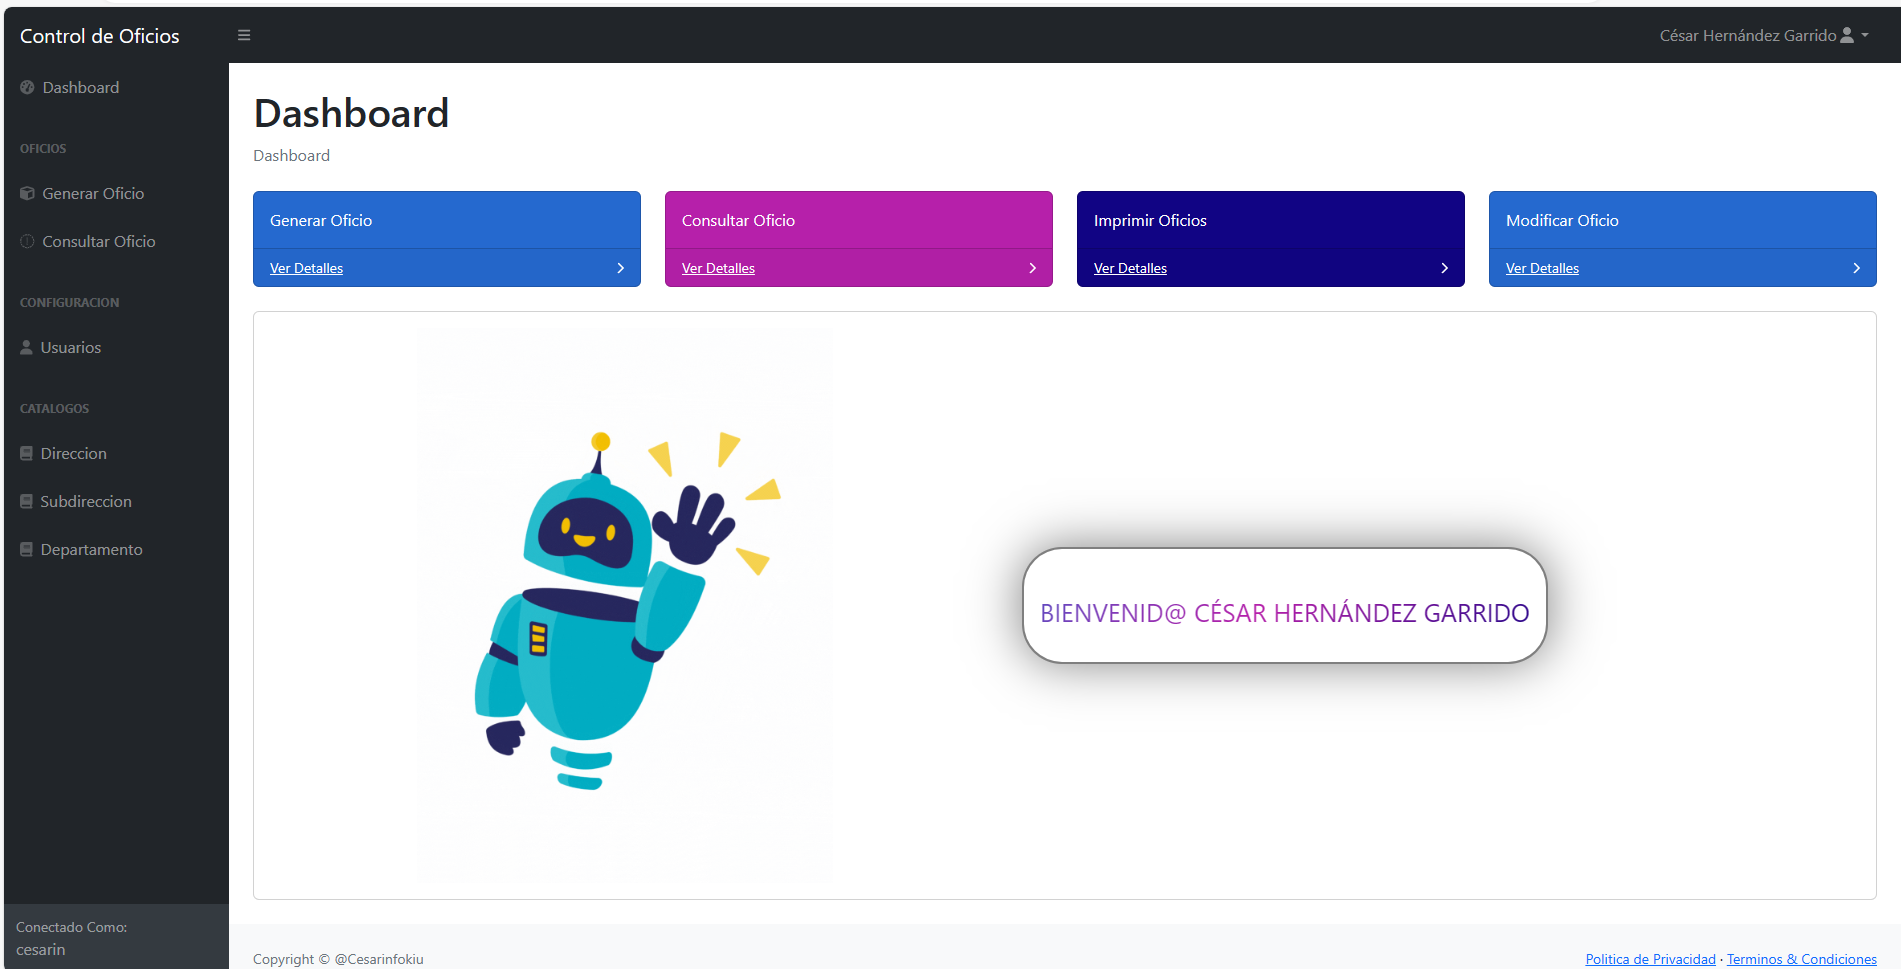 Control de Oficios
César Hernández Garrido
Dashboard
OFICIOS
Generar Oficio
Consultar Oficio
CONFIGURACION
Usuarios
CATALOGOS
Direccion
Subdireccion
Departamento
Conectado Como:
cesarin
Dashboard
Dashboard
Generar Oficio
Ver Detalles
Consultar Oficio
Ver Detalles
Imprimir Oficios
Ver Detalles
Modificar Oficio
Ver Detalles
BIENVENID@ CÉSAR HERNÁNDEZ GARRIDO
Copyright © @Cesarinfokiu
Politica de Privacidad · Terminos & Condiciones